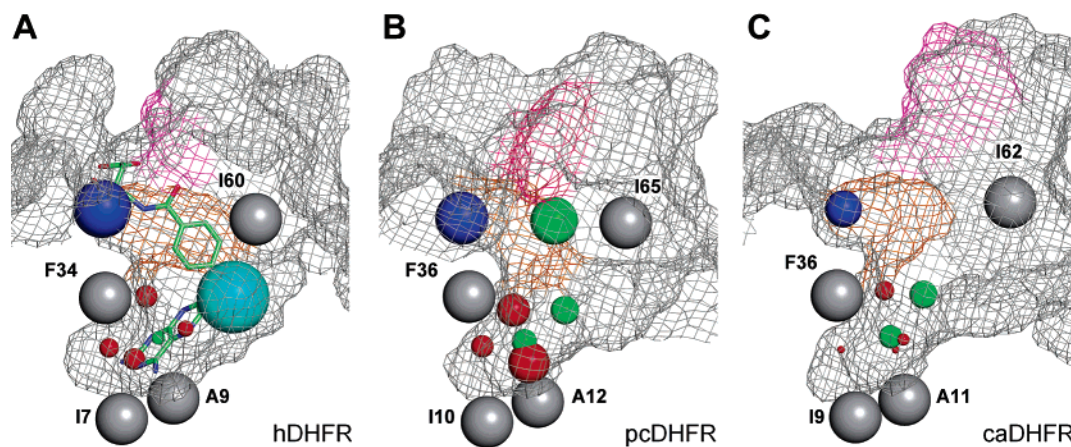 A
I60
F34
A9
I7
hDHFR
B
I65
F36
A12
I10
pcDHFR
C
I62
F36
A11
I9
caDHFR